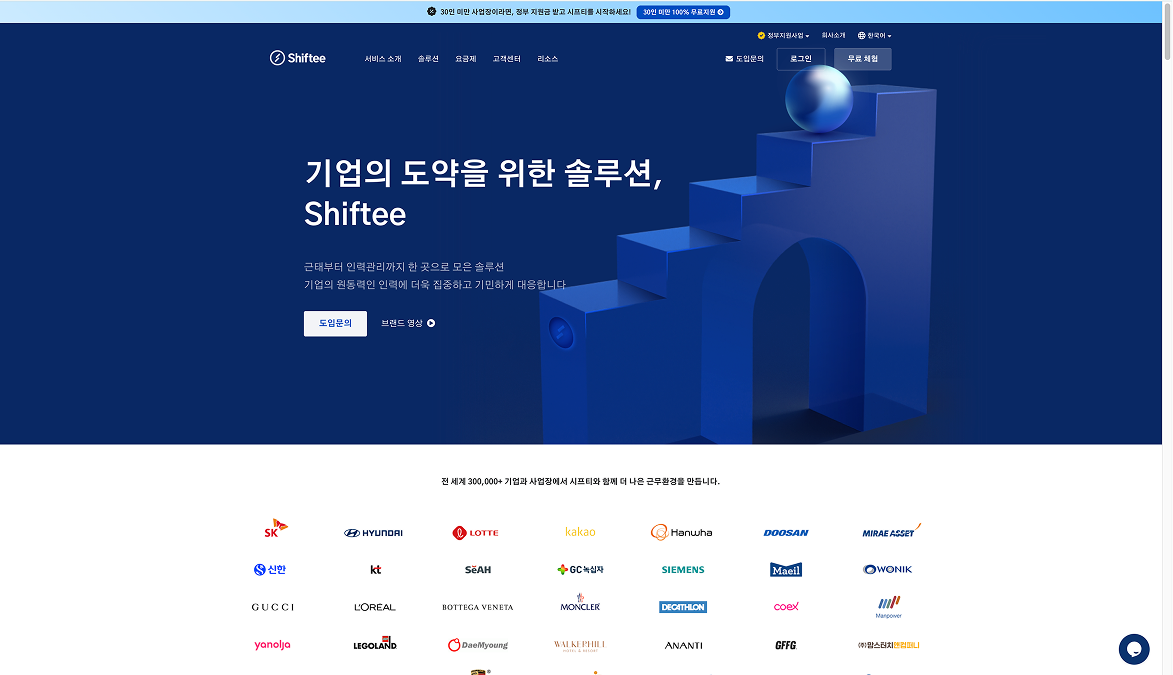 30인 미만 사업장이라면, 정부 지원금 받고 시프티를 시작하세요! 30인 미만 100% 무료지원
정부지원사업 회사소개 한국어
Shiftee 서비스 소개 솔루션 요금제 고객센터 리소스 도입문의 로그인 무료 체험
기업의 도약을 위한 솔루션,
Shiftee
근태부터 인력관리까지 한 곳으로 모은 솔루션
기업의 원동력인 인력에 더욱 집중하고 기민하게 대응합니다
도입문의 브랜드 영상
전 세계 300,000+ 기업과 사업장에서 시프티와 함께 더 나은 근무환경을 만듭니다.
SK HYUNDAI LOTTE kakao Hanwha DOOSAN MIRAE ASSET
신한 kt SeAH GC녹십자 SIEMENS Maeil WONIK
GUCCI L'ORÉAL BOTTEGA VENETA MONCLER DECATHLON coex Manpower
yanolja LEGOLAND DaeMyoung WALKERHILL HOTEL & RESORT ANANTI GFFG ㈜맘스터치앤컴퍼니